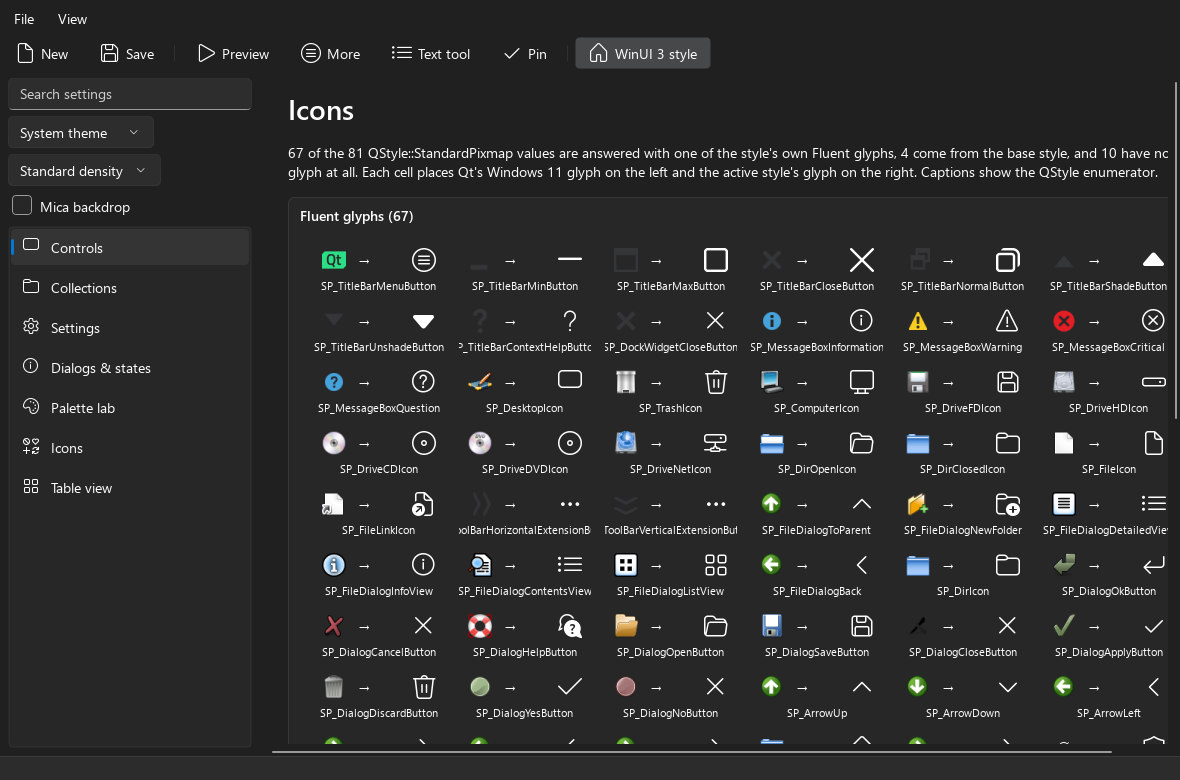 File View
New Save Preview More Text tool Pin WinUI 3 style
Search settings
System theme
Standard density
Mica backdrop
Controls
Collections
Settings
Dialogs & states
Palette lab
Icons
Table view
Icons
67 of the 81 QStyle::StandardPixmap values are answered with one of the style's own Fluent glyphs, 4 come from the base style, and 10 have no
glyph at all. Each cell places Qt's Windows 11 glyph on the left and the active style's glyph on the right. Captions show the QStyle enumerator.
Fluent glyphs (67)
Qt → → → → → →
SP_TitleBarMenuButton SP_TitleBarMinButton SP_TitleBarMaxButton SP_TitleBarCloseButton SP_TitleBarNormalButton SP_TitleBarShadeButton
→ → → → → →
SP_TitleBarUnshadeButton P_TitleBarContextHelpButtc SP_DockWidgetCloseButton SP_MessageBoxInformation SP_MessageBoxWarning SP_MessageBoxCritical
→ → → → → →
SP_MessageBoxQuestion SP_DesktopIcon SP_TrashIcon SP_ComputerIcon SP_DriveFDIcon SP_DriveHDIcon
→ → → → → →
SP_DriveCDIcon SP_DriveDVDIcon SP_DriveNetIcon SP_DirOpenIcon SP_DirClosedIcon SP_FileIcon
→ → → → → →
SP_FileLinkIcon oolBarHorizontalExtensionBu ToolBarVerticalExtensionBut SP_FileDialogToParent SP_FileDialogNewFolder SP_FileDialogDetailedView
→ → → → → →
SP_FileDialogInfoView SP_FileDialogContentsView SP_FileDialogListView SP_FileDialogBack SP_DirIcon SP_DialogOkButton
→ → → → → →
SP_DialogCancelButton SP_DialogHelpButton SP_DialogOpenButton SP_DialogSaveButton SP_DialogCloseButton SP_DialogApplyButton
→ → → → → →
SP_DialogDiscardButton SP_DialogYesButton SP_DialogNoButton SP_ArrowUp SP_ArrowDown SP_ArrowLeft